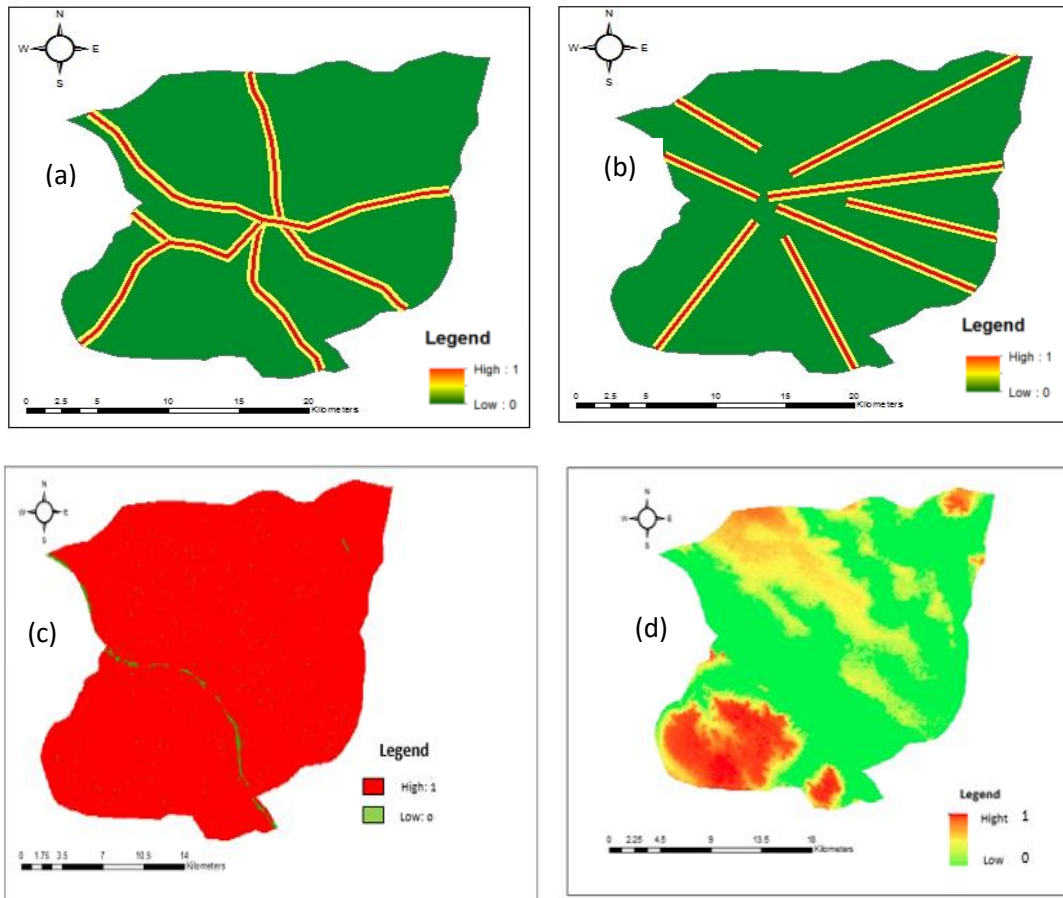 N
W E
S
(a)
Legend
High : 1
Low : 0
0 2.5 5 10 15 20
Kilometers
N
W E
S
(b)
Legend
High : 1
Low : 0
0 2.5 5 10 15 20
Kilometers
N
W E
S
(c)
Legend
High: 1
Low: o
0 1.75 3.5 7 10.5 14
Kilometers
N
W E
S
(d)
Legend
Hight 1
Low 0
0 2.25 4.5 9 13.5 18
Kilometers